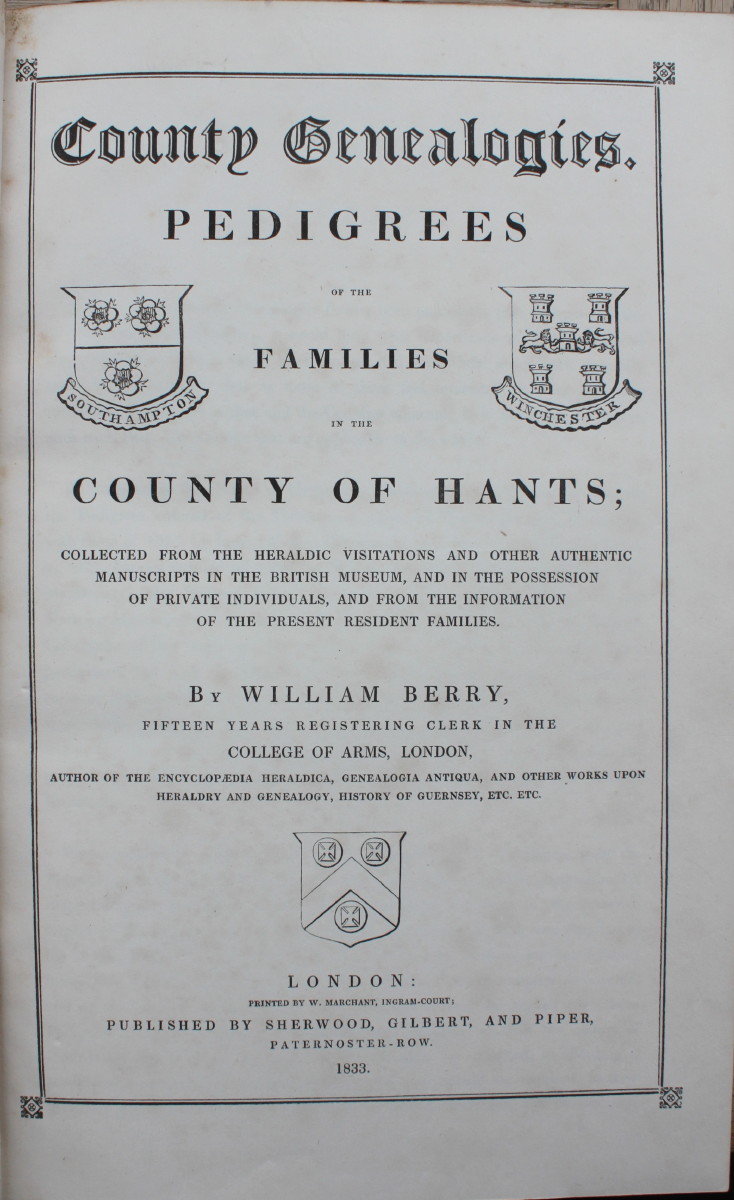 County Genealogies.
PEDIGREES
OF THE
FAMILIES
SOUTHAMPTON
WINCHESTER
IN THE
COUNTY OF HANTS;
COLLECTED FROM THE HERALDIC VISITATIONS AND OTHER AUTHENTIC
MANUSCRIPTS IN THE BRITISH MUSEUM, AND IN THE POSSESSION
OF PRIVATE INDIVIDUALS, AND FROM THE INFORMATION
OF THE PRESENT RESIDENT FAMILIES.
By WILLIAM BERRY,
FIFTEEN YEARS REGISTERING CLERK IN THE
COLLEGE OF ARMS, LONDON,
AUTHOR OF THE ENCYCLOPÆDIA HERALDICA, GENEALOGIA ANTIQUA, AND OTHER WORKS UPON
HERALDRY AND GENEALOGY, HISTORY OF GUERNSEY, ETC. ETC.
LONDON:
PRINTED BY W. MARCHANT, INGRAM-COURT;
PUBLISHED BY SHERWOOD, GILBERT, AND PIPER,
PATERNOSTER-ROW.
1833.